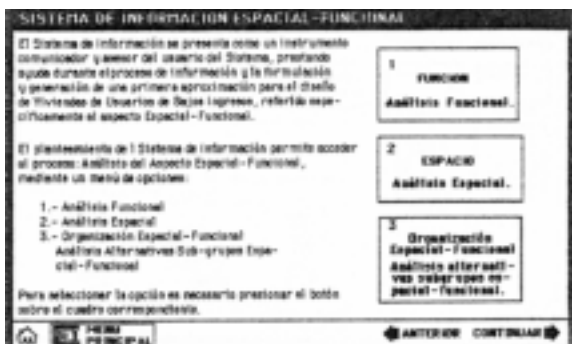 SISTEMA DE INFORMACION ESPACIAL-FUNCIONAL
El Sistema de información se presenta como un instrumento
comunicador y asesor del usuario del Sistema, prestando
ayuda durante el proceso de información y la formulación
y generación de una primera aproximación para el diseño
de Viviendas de Usuarios de Bajos Ingresos, referido espe-
cíficamente al aspecto Espacial-Funcional.
El planteamiento del Sistema de información permite acceder
al proceso: Análisis del Aspecto Espacial-Funcional,
mediante un menú de opciones:
1.- Análisis Funcional
2.- Análisis Espacial
3.- Organización Espacial-Funcional
Análisis Alternativas Sub-grupos Espa-
cial-Funcional
Para seleccionar la opción es necesario presionar el botón
sobre el cuadro correspondiente.
1
FUNCION
Análisis Funcional.
2
ESPACIO
Análisis Espacial.
3
Organización
Espacial-Funcional
Análisis alternati-
vas subgrupos es-
pacial-funcional.
MENU
PRINCIPAL
ANTERIOR CONTINUAR